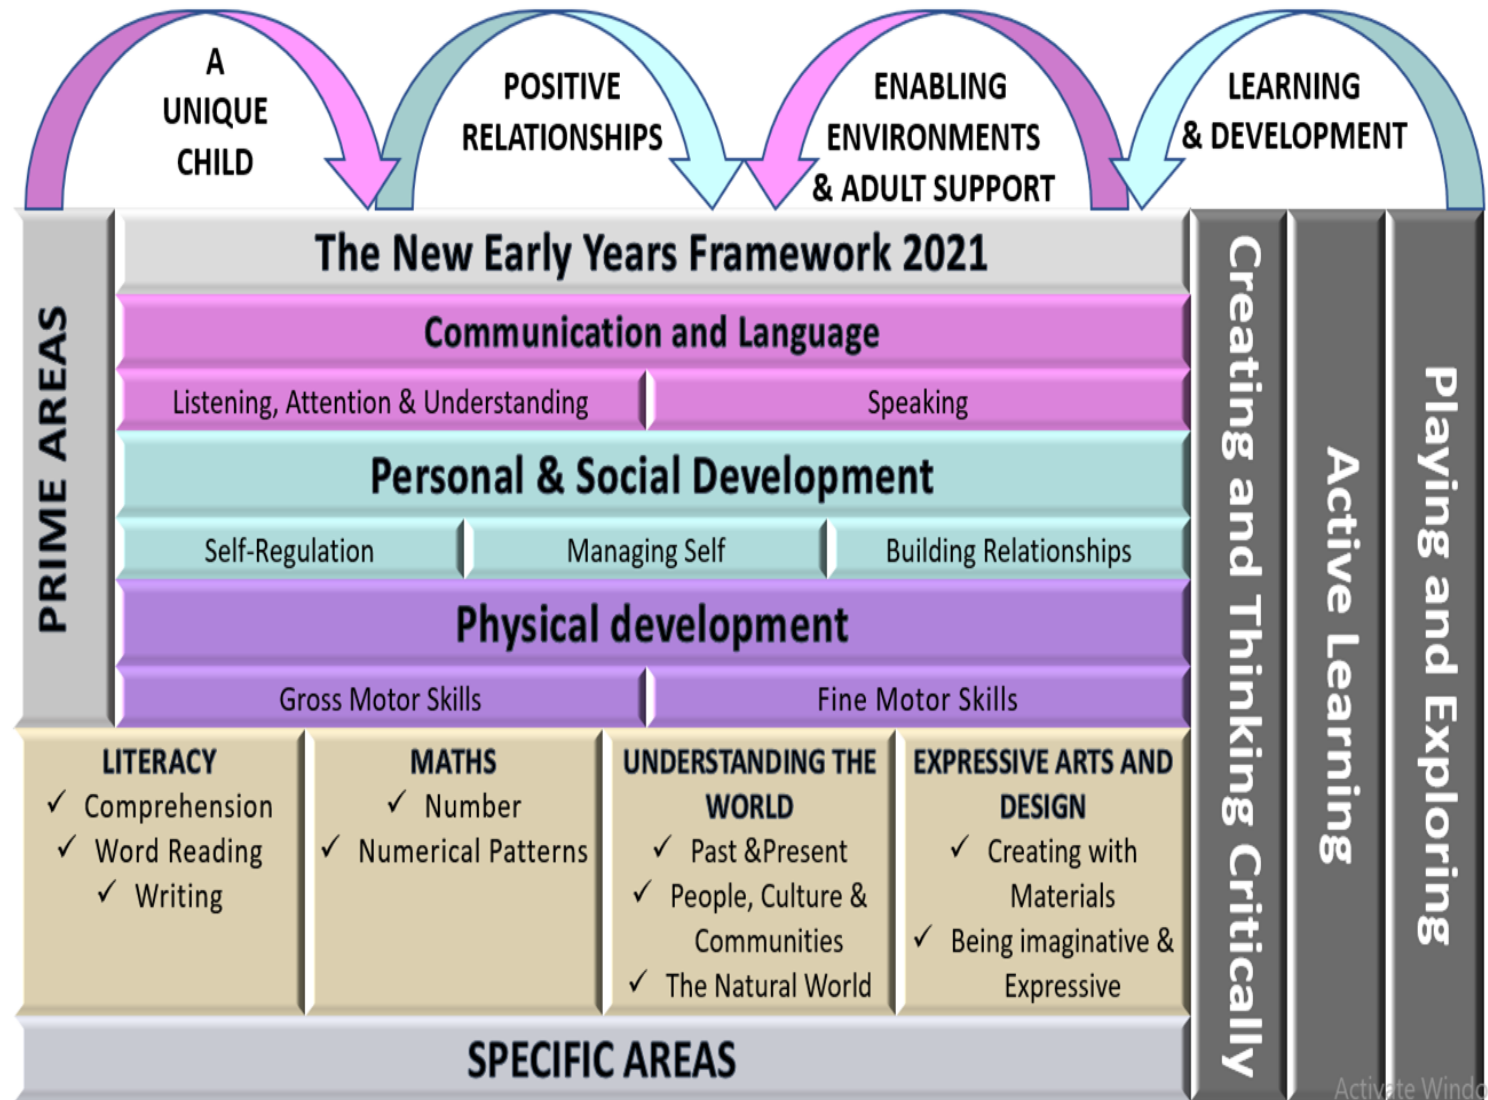 A
UNIQUE
CHILD
POSITIVE
RELATIONSHIPS
ENABLING
ENVIRONMENTS
& ADULT SUPPORT
LEARNING
& DEVELOPMENT
PRIME AREAS
The New Early Years Framework 2021
Communication and Language
Listening, Attention & Understanding
Speaking
Personal & Social Development
Self-Regulation
Managing Self
Building Relationships
Physical development
Gross Motor Skills
Fine Motor Skills
LITERACY
✓ Comprehension
✓ Word Reading
✓ Writing
MATHS
✓ Number
✓ Numerical Patterns
UNDERSTANDING THE
WORLD
✓ Past &Present
✓ People, Culture &
Communities
✓ The Natural World
EXPRESSIVE ARTS AND
DESIGN
✓ Creating with
Materials
✓ Being imaginative &
Expressive
SPECIFIC AREAS
Creating and Thinking Critically
Active Learning
Playing and Exploring
Activate Windo